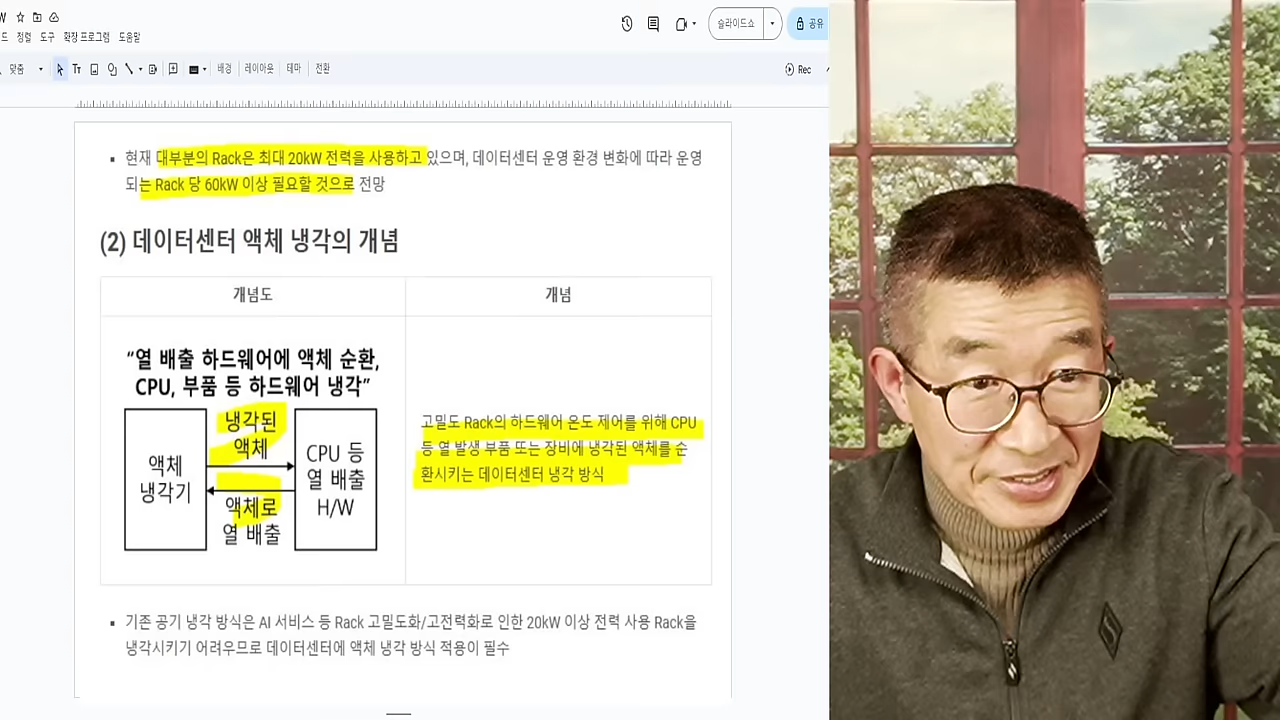 W
드 정렬 도구 확장 프로그램 도움말
슬라이드쇼
공유
맞춤
Tт
배경 레이아웃 테마 전환
Rec
▪ 현재 대부분의 Rack은 최대 20kW 전력을 사용하고 있으며, 데이터센터 운영 환경 변화에 따라 운영
되는 Rack 당 60kW 이상 필요할 것으로 전망
(2) 데이터센터 액체 냉각의 개념
개념도
개념
“열 배출 하드웨어에 액체 순환,
CPU, 부품 등 하드웨어 냉각”
액체
냉각기
냉각된
액체
액체로
열 배출
CPU 등
열 배출
H/W
고밀도 Rack의 하드웨어 온도 제어를 위해 CPU
등 열 발생 부품 또는 장비에 냉각된 액체를 순
환시키는 데이터센터 냉각 방식
▪ 기존 공기 냉각 방식은 AI 서비스 등 Rack 고밀도화/고전력화로 인한 20kW 이상 전력 사용 Rack을
냉각시키기 어려우므로 데이터센터에 액체 냉각 방식 적용이 필수